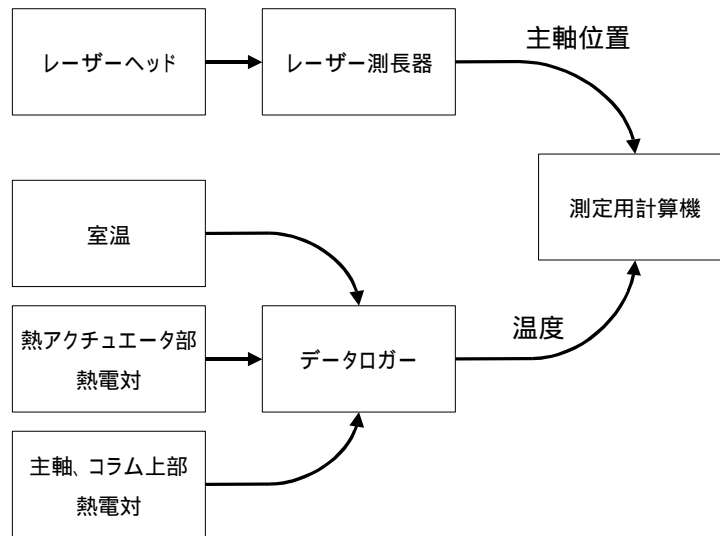 レーザーヘッド
レーザー測長器
主軸位置
測定用計算機
室温
熱アクチュエータ部
熱電対
データロガー
温度
主軸、コラム上部
熱電対